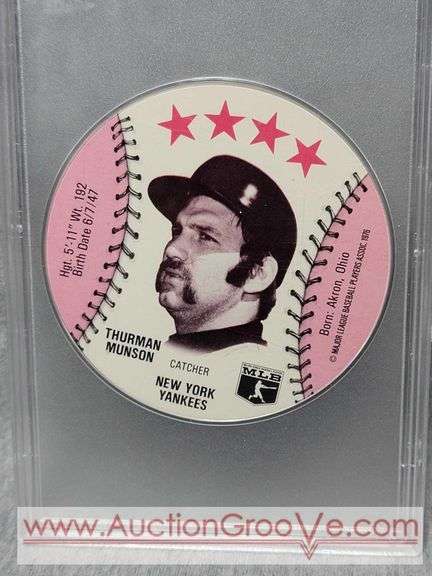 Hgt. 5'.11" Wt. 192
Birth Date 6/7/47
THURMAN
MUNSON
CATCHER
NEW YORK
YANKEES
MLB
Born: Akron, Ohio
© MAJOR LEAGUE BASEBALL PLAYERS ASSOC. 1976
www.AuctionGrooVe.com